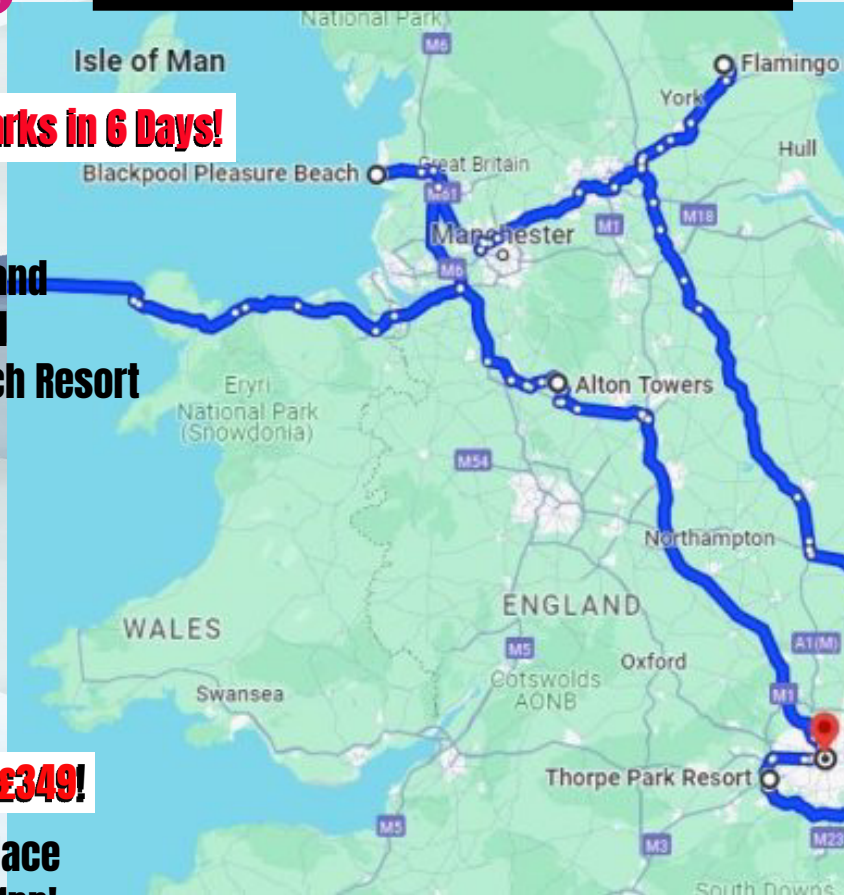 National Park
M6
Isle of Man
Flamingo
York
arks in 6 Days!
Hull
Blackpool Pleasure Beach
Great Britain
M61
M18
M1
Manchester
M6
and
ch Resort
Alton Towers
Eryri
National Park
(Snowdonia)
M54
Northampton
ENGLAND
WALES
A1(M)
M5
Oxford
Cotswolds
AONB
M1
Swansea
£349!
Thorpe Park Resort
M5
M23
M3
ace
South Downs